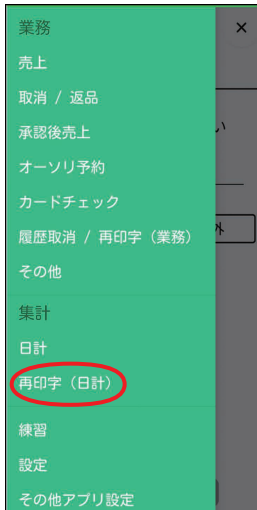 業務
×
売上
取消 / 返品
承認後売上
い
オーソリ予約
カードチェック
履歴取消 / 再印字（業務）
外
その他
集計
日計
再印字（日計）
練習
設定
その他アプリ設定